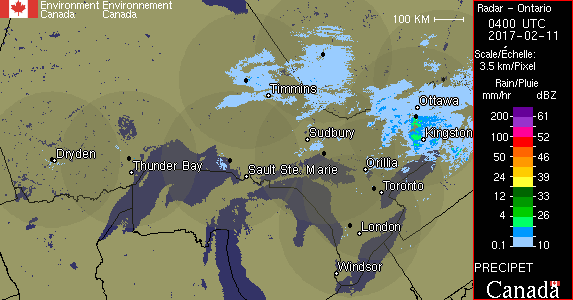 Environment Environnement
Canada Canada
100 KM
Radar - Ontario
0400 UTC
2017-02-11
Scale/Échelle:
3.5 km/Pixel
Rain/Pluie
mm/hr dBZ
200 61
100 52
50 46
24 39
12 33
4 26
0.1 10
PRECIPET
Canada
Timmins
Ottawa
Sudbury
Kingston
Dryden
Thunder Bay
Sault Ste. Marie
Orillia
Toronto
London
Windsor